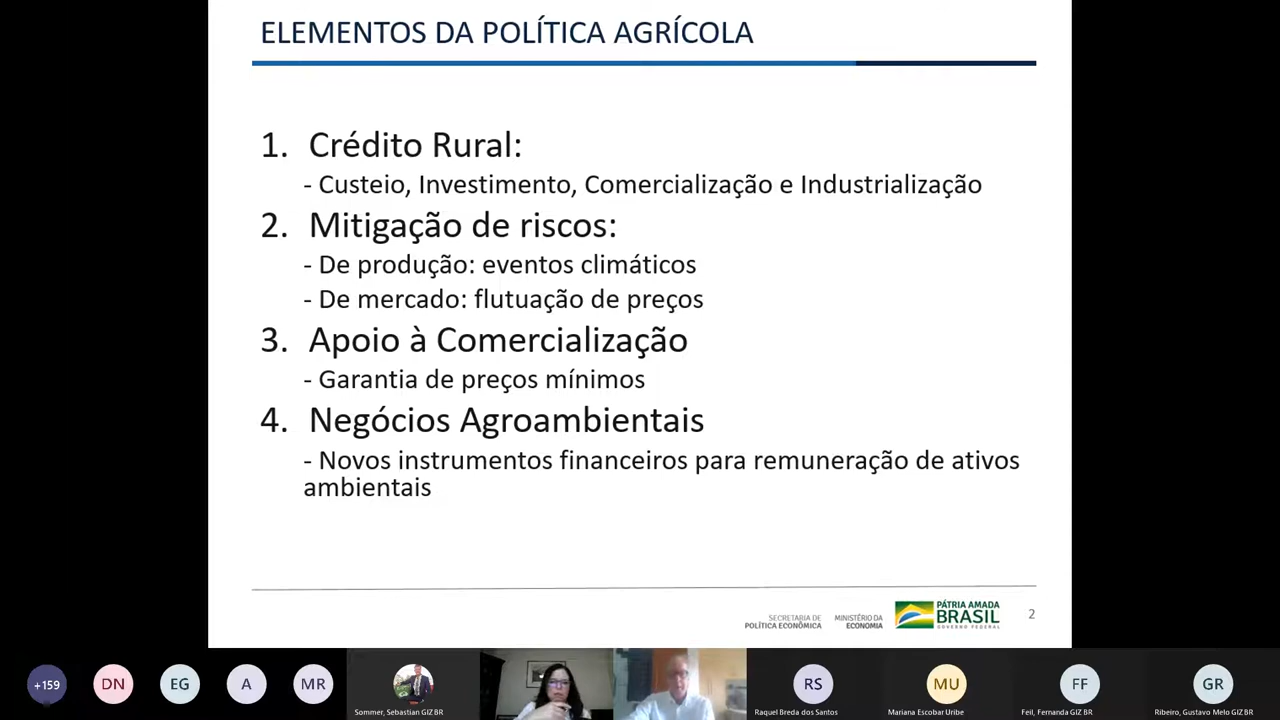 ELEMENTOS DA POLÍTICA AGRÍCOLA
1. Crédito Rural:
- Custeio, Investimento, Comercialização e Industrialização
2. Mitigação de riscos:
- De produção: eventos climáticos
- De mercado: flutuação de preços
3. Apoio à Comercialização
- Garantia de preços mínimos
4. Negócios Agroambientais
- Novos instrumentos financeiros para remuneração de ativos
ambientais
SECRETARIA DE
POLÍTICA ECONÔMICA
MINISTÉRIO DA
ECONOMIA
PÁTRIA AMADA
BRASIL
GOVERNO FEDERAL
2
+159
DN
EG
A
MR
Sommer, Sebastian GIZ BR
RS
Raquel Breda dos Santos
MU
Mariana Escobar Uribe
FF
Feil, Fernanda GIZ BR
GR
Ribeiro, Gustavo Melo GIZ BR